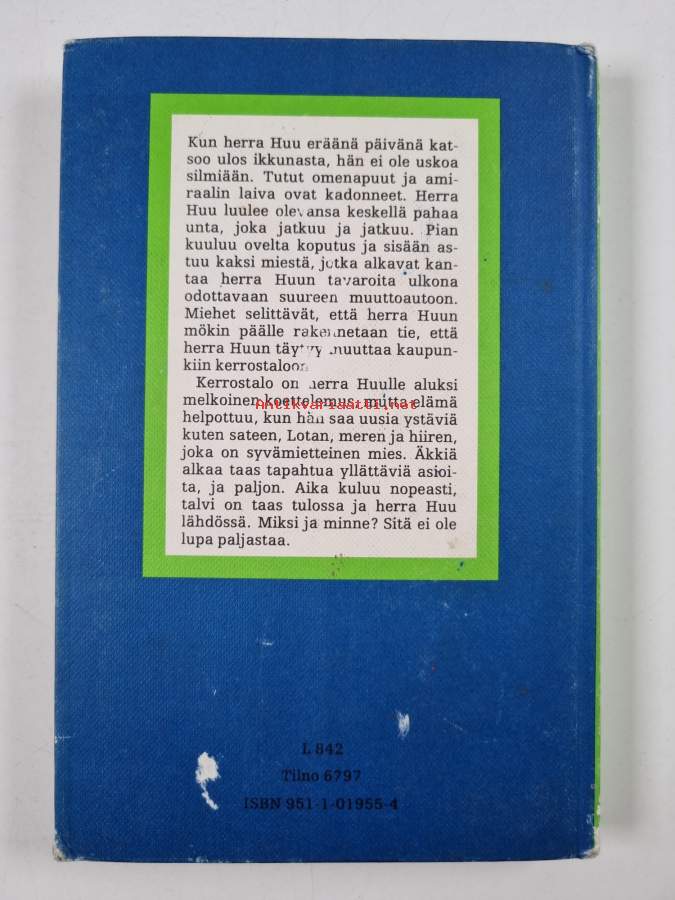 Kun herra Huu eräänä päivänä kat-
soo ulos ikkunasta, hän ei ole uskoa
silmiään. Tutut omenapuut ja ami-
raalin laiva ovat kadonneet. Herra
Huu luulee olevansa keskellä pahaa
unta, joka jatkuu ja jatkuu. Pian
kuuluu ovelta koputus ja sisään as-
tuu kaksi miestä, jotka alkavat kan-
taa herra Huun tavaroita ulkona
odottavaan suureen muuttoautoon.
Miehet selittävät, että herra Huun
mökin päälle rakennetaan tie, että
herra Huun täytyy muuttaa kaupun-
kiin kerrostaloon
Kerrostalo on herra Huulle aluksi
melkoinen koettelemus, mutta elämä
Antikvariaatti.net
helpottuu, kun hän saa uusia ystäviä
kuten sateen, Lotan, meren ja hiiren,
joka on syvämietteinen mies. Äkkiä
alkaa taas tapahtua yllättäviä asioi-
ta, ja paljon. Aika kuluu nopeasti,
talvi on taas tulossa ja herra Huu
lähdössä. Miksi ja minne? Sitä ei ole
lupa paljastaa.
L 842
Tilno 6797
ISBN 951-1-01955-4